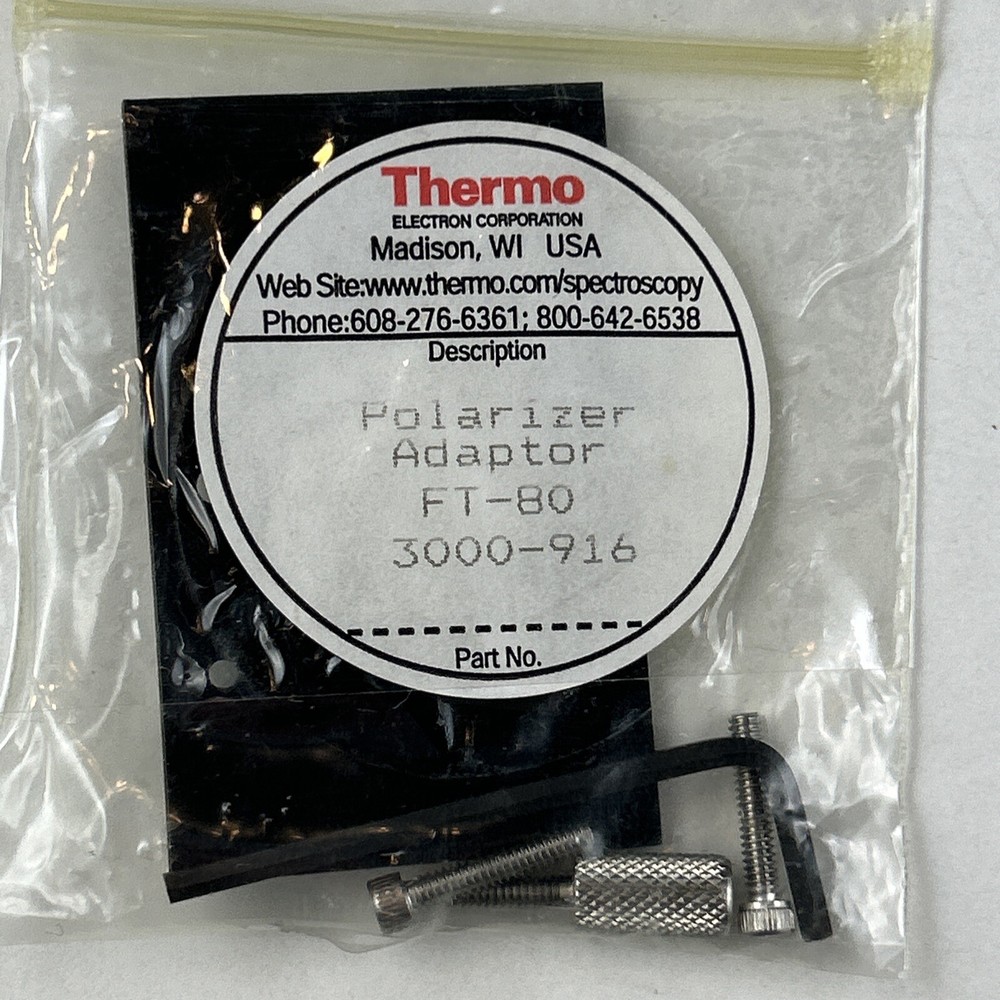 Thermo
ELECTRON CORPORATION
Madison, WI USA
Web Site:www.thermo.com/spectroscopy
Phone:608-276-6361; 800-642-6538
Description
Polarizer
Adaptor
FT-80
3000-916
Part No.